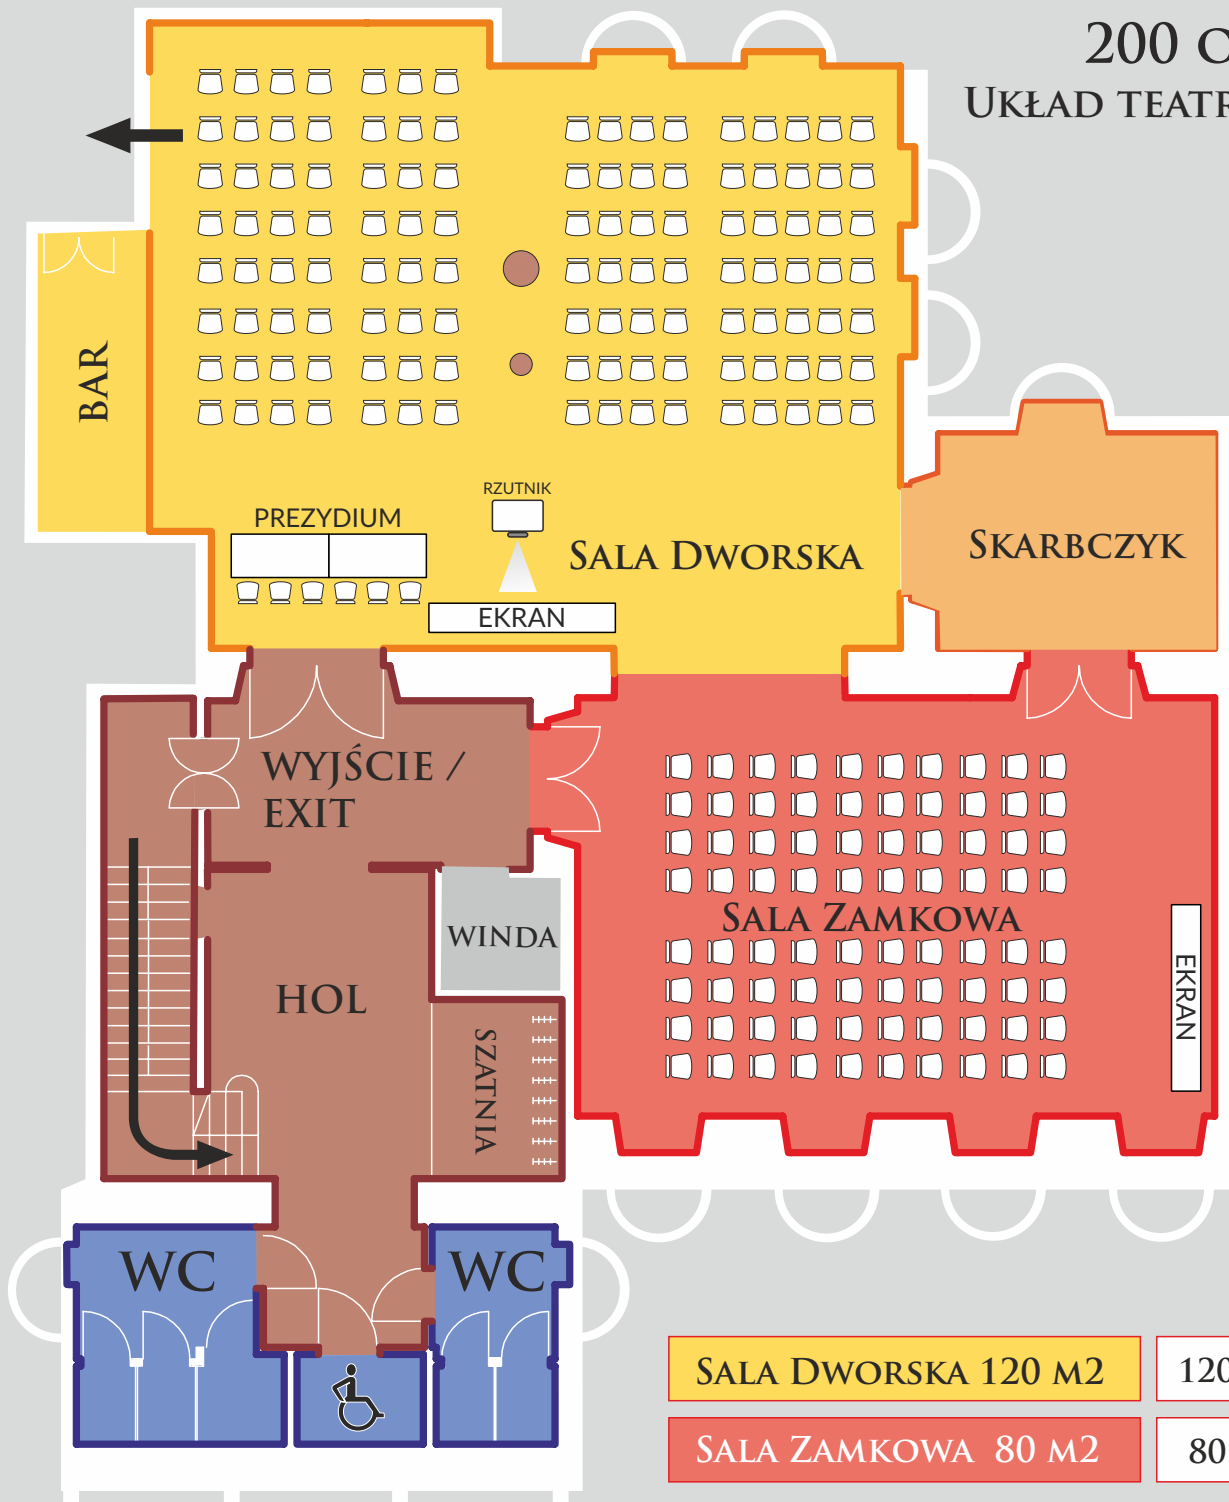 200 O
UKŁAD TEATR
BAR
RZUTNIK
PREZYDIUM
SALA DWORSKA
EKRAN
SKARBCZYK
WYJŚCIE /
EXIT
WINDA
SALA ZAMKOWA
EKRAN
HOL
SZATNIA
WC
WC
SALA DWORSKA 120 M2
120
SALA ZAMKOWA 80 M2
80